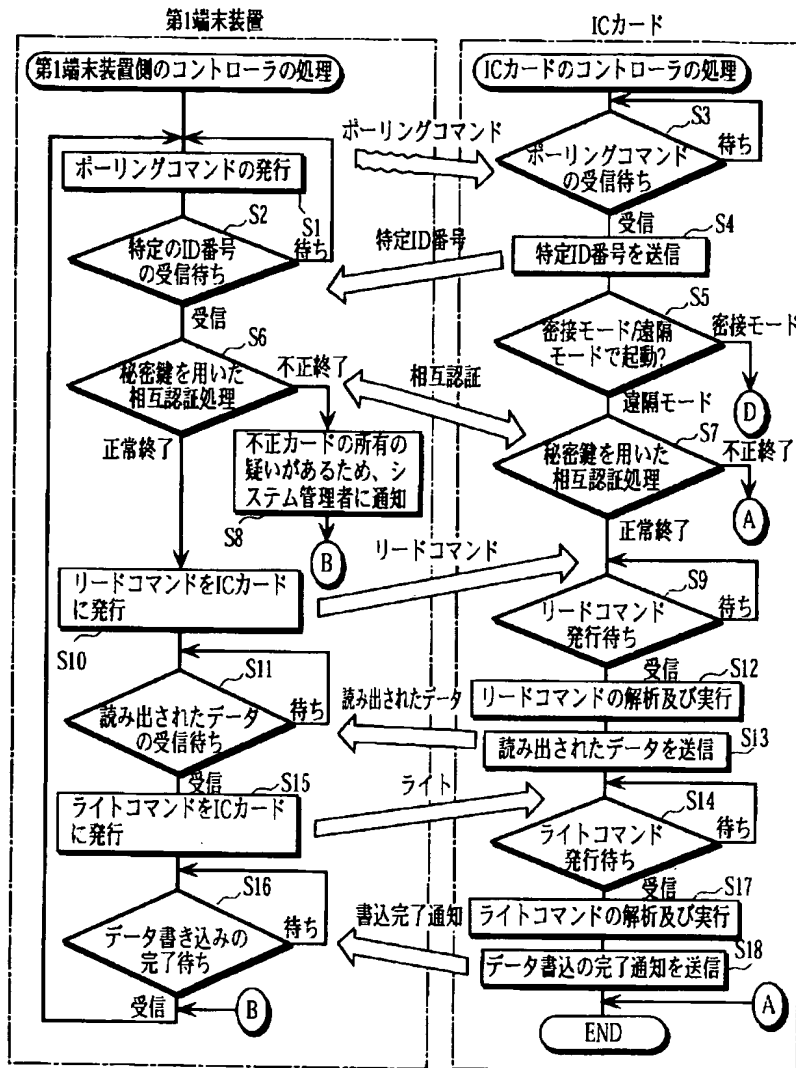 第1端末装置
ICカード
第1端末装置側のコントローラの処理
ICカードのコントローラの処理
ポーリングコマンド
S3
待ち
ポーリングコマンド
の受信待ち
ポーリングコマンドの発行
S1
S2
待ち
特定のID番号
の受信待ち
受信
受信
S4
特定ID番号
特定ID番号を送信
S5
密接モード/遠隔
モードで起動?
密接モード
D
遠隔モード
S6
不正終了
秘密鍵を用いた
相互認証処理
正常終了
相互認証
S7
不正終了
秘密鍵を用いた
相互認証処理
A
正常終了
不正カードの所有の
疑いがあるため、シ
ステム管理者に通知
S8
B
リードコマンド
リードコマンドをICカード
に発行
S10
S9
待ち
リードコマンド
発行待ち
受信
S12
リードコマンドの解析及び実行
S11
待ち
読み出されたデータ
の受信待ち
受信
読み出されたデータ
読み出されたデータを送信
S13
S15
ライトコマンドをICカード
に発行
ライト
S14
待ち
ライトコマンド
発行待ち
受信
S17
ライトコマンドの解析及び実行
S16
待ち
データ書き込みの
完了待ち
受信
B
書込完了通知
S18
データ書込の完了通知を送信
A
END